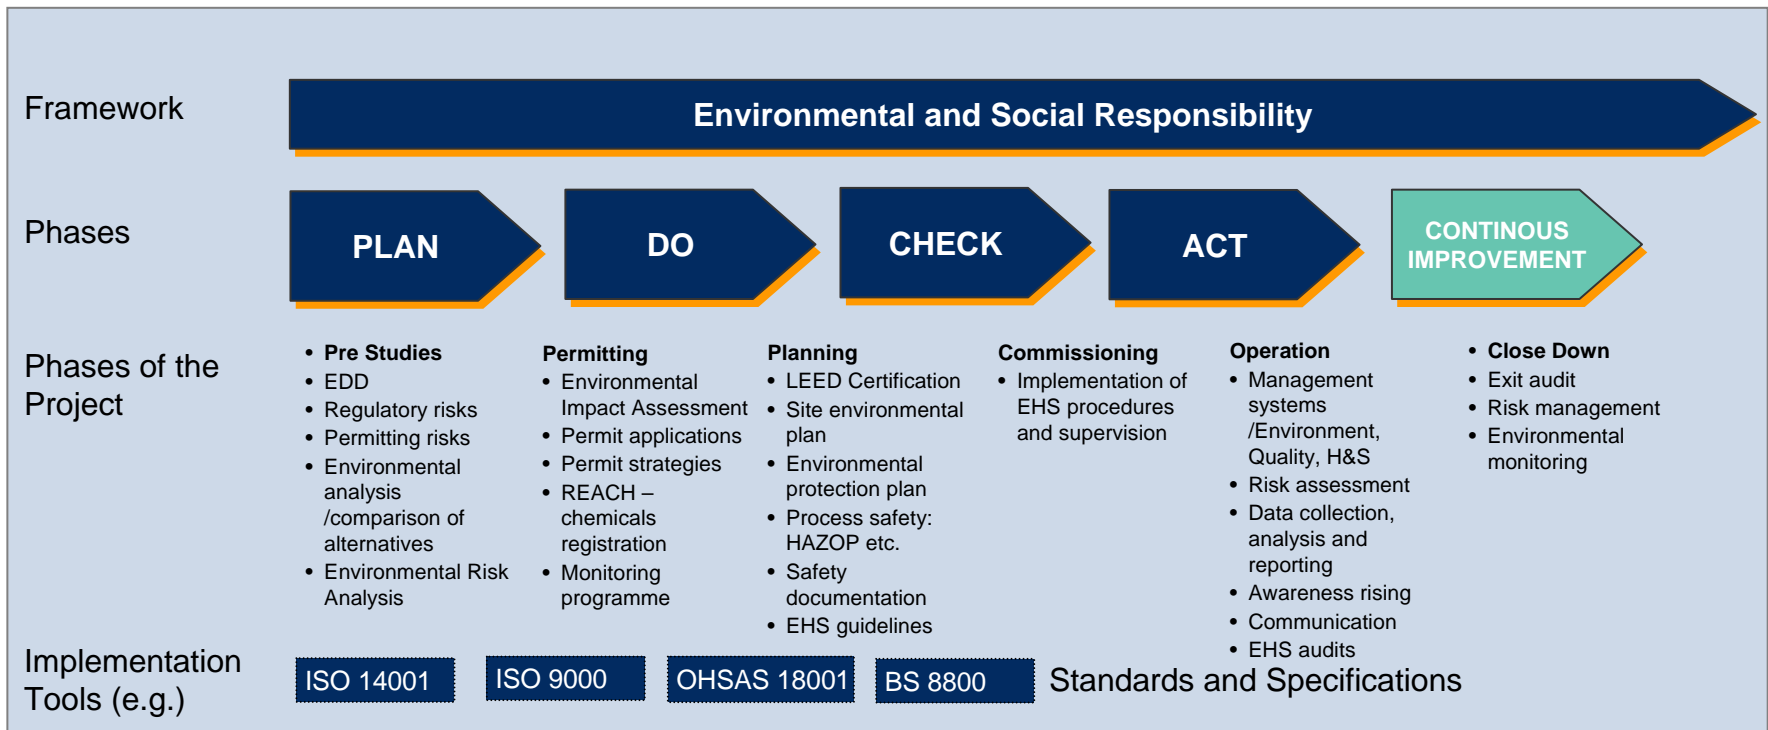 Framework
Environmental and Social Responsibility
Phases
PLAN
DO
CHECK
ACT
CONTINOUS
IMPROVEMENT
Phases of the
Project
• Pre Studies
• EDD
• Regulatory risks
• Permitting risks
• Environmental
analysis
/comparison of
alternatives
• Environmental Risk
Analysis
Permitting
• Environmental
Impact Assessment
• Permit applications
• Permit strategies
• REACH –
chemicals
registration
• Monitoring
programme
Planning
• LEED Certification
• Site environmental
plan
• Environmental
protection plan
• Process safety:
HAZOP etc.
• Safety
documentation
• EHS guidelines
Commissioning
• Implementation of
EHS procedures
and supervision
Operation
• Management
systems
/Environment,
Quality, H&S
• Risk assessment
• Data collection,
analysis and
reporting
• Awareness rising
• Communication
• EHS audits
• Close Down
• Exit audit
• Risk management
• Environmental
monitoring
Implementation
Tools (e.g.)
ISO 14001
ISO 9000
OHSAS 18001
BS 8800
Standards and Specifications